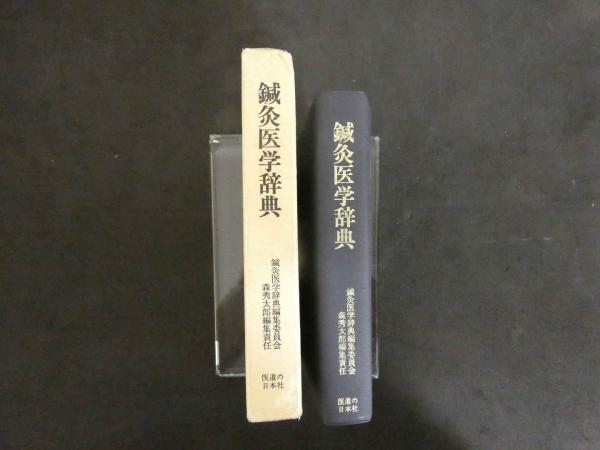 鍼灸医学辞典
鍼灸医学辞典編集委員会
森秀太郎編集責任
医道の
日本社
鍼灸医学辞典
鍼灸医学辞典編集委員会
森秀太郎編集責任
医道の
日本社